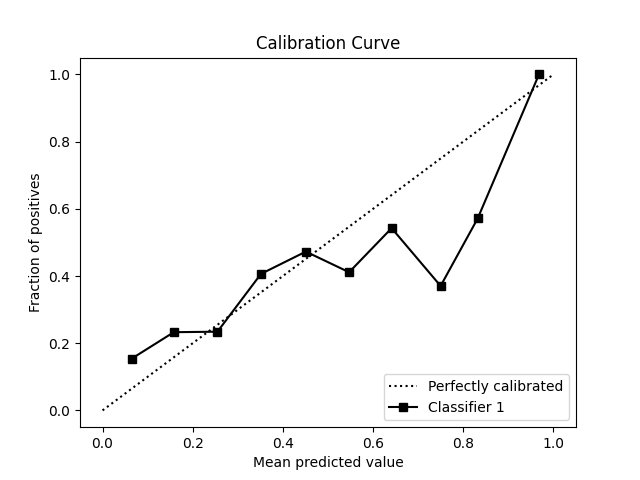 Calibration Curve
1.0
0.8
0.6
0.4
0.2
0.0
Fraction of positives
0.0 0.2 0.4 0.6 0.8 1.0
Mean predicted value
Perfectly calibrated
Classifier 1